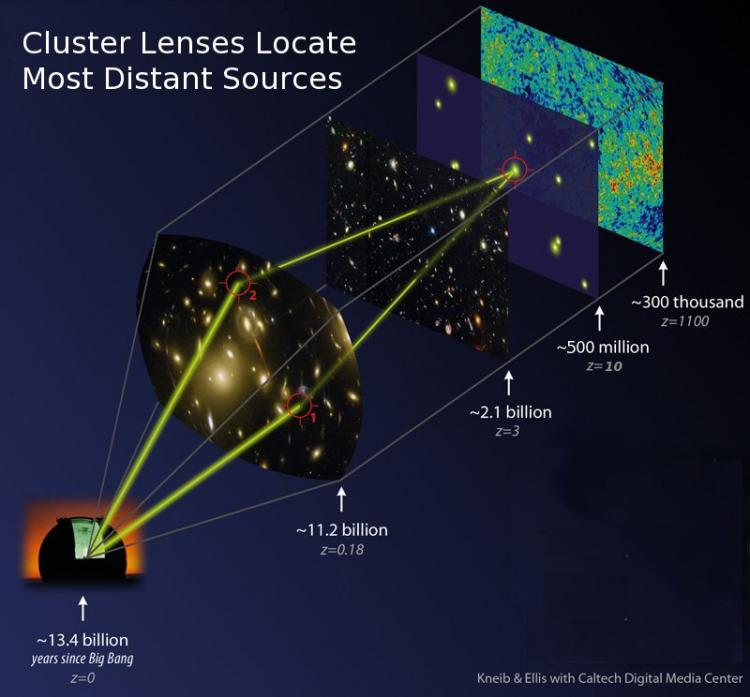 Cluster Lenses Locate
Most Distant Sources
2
1
~300 thousand
z=1100
~500 million
z=10
~2.1 billion
z=3
~11.2 billion
z=0.18
~13.4 billion
years since Big Bang
z=0
Kneib & Ellis with Caltech Digital Media Center